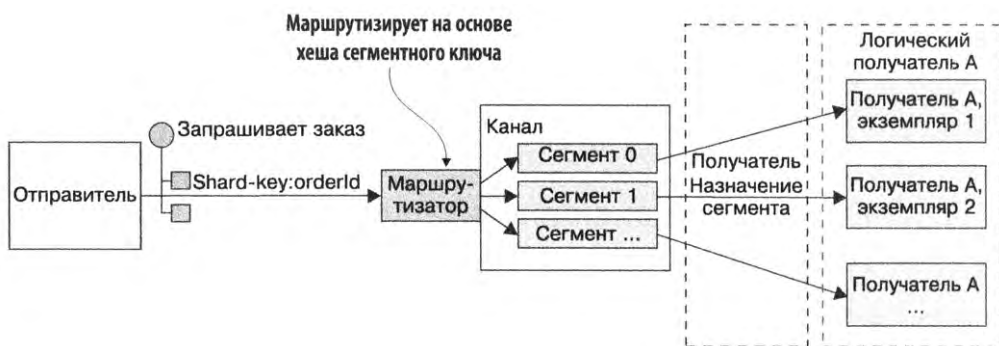 Маршрутизирует на основе
хеша сегментного ключа
Логический
получатель А
Запрашивает заказ
Канал
Получатель А,
экземпляр 1
Отправитель
Shard-key:orderId
Маршру-
тизатор
Сегмент 0
Сегмент 1
Сегмент ...
Получатель
Назначение
сегмента
Получатель А,
экземпляр 2
Получатель А
...